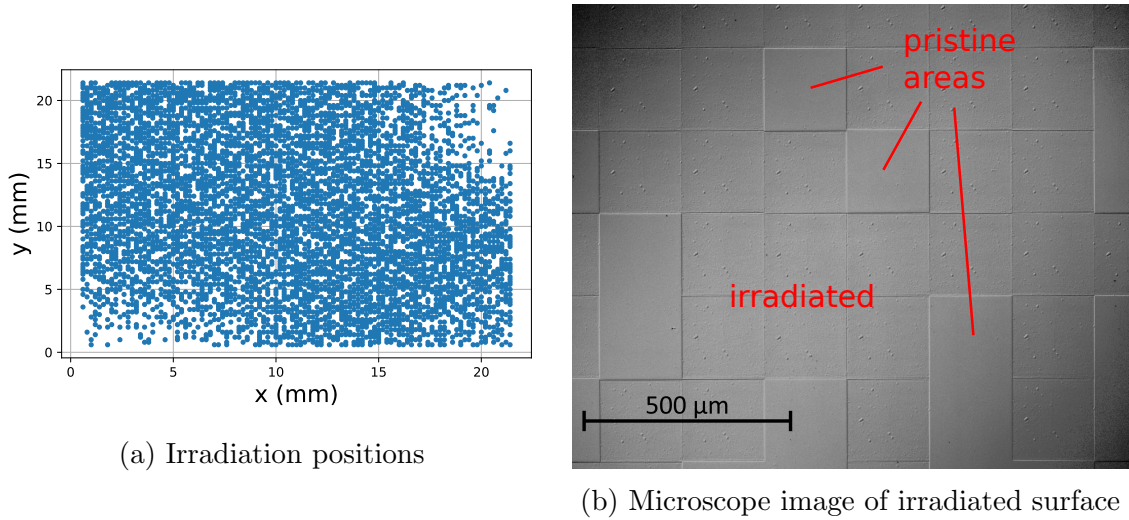 20
15
10
5
0
y (mm)
0
5
10
15
20
x (mm)
(a) Irradiation positions
pristine
areas
irradiated
500 µm
(b) Microscope image of irradiated surface